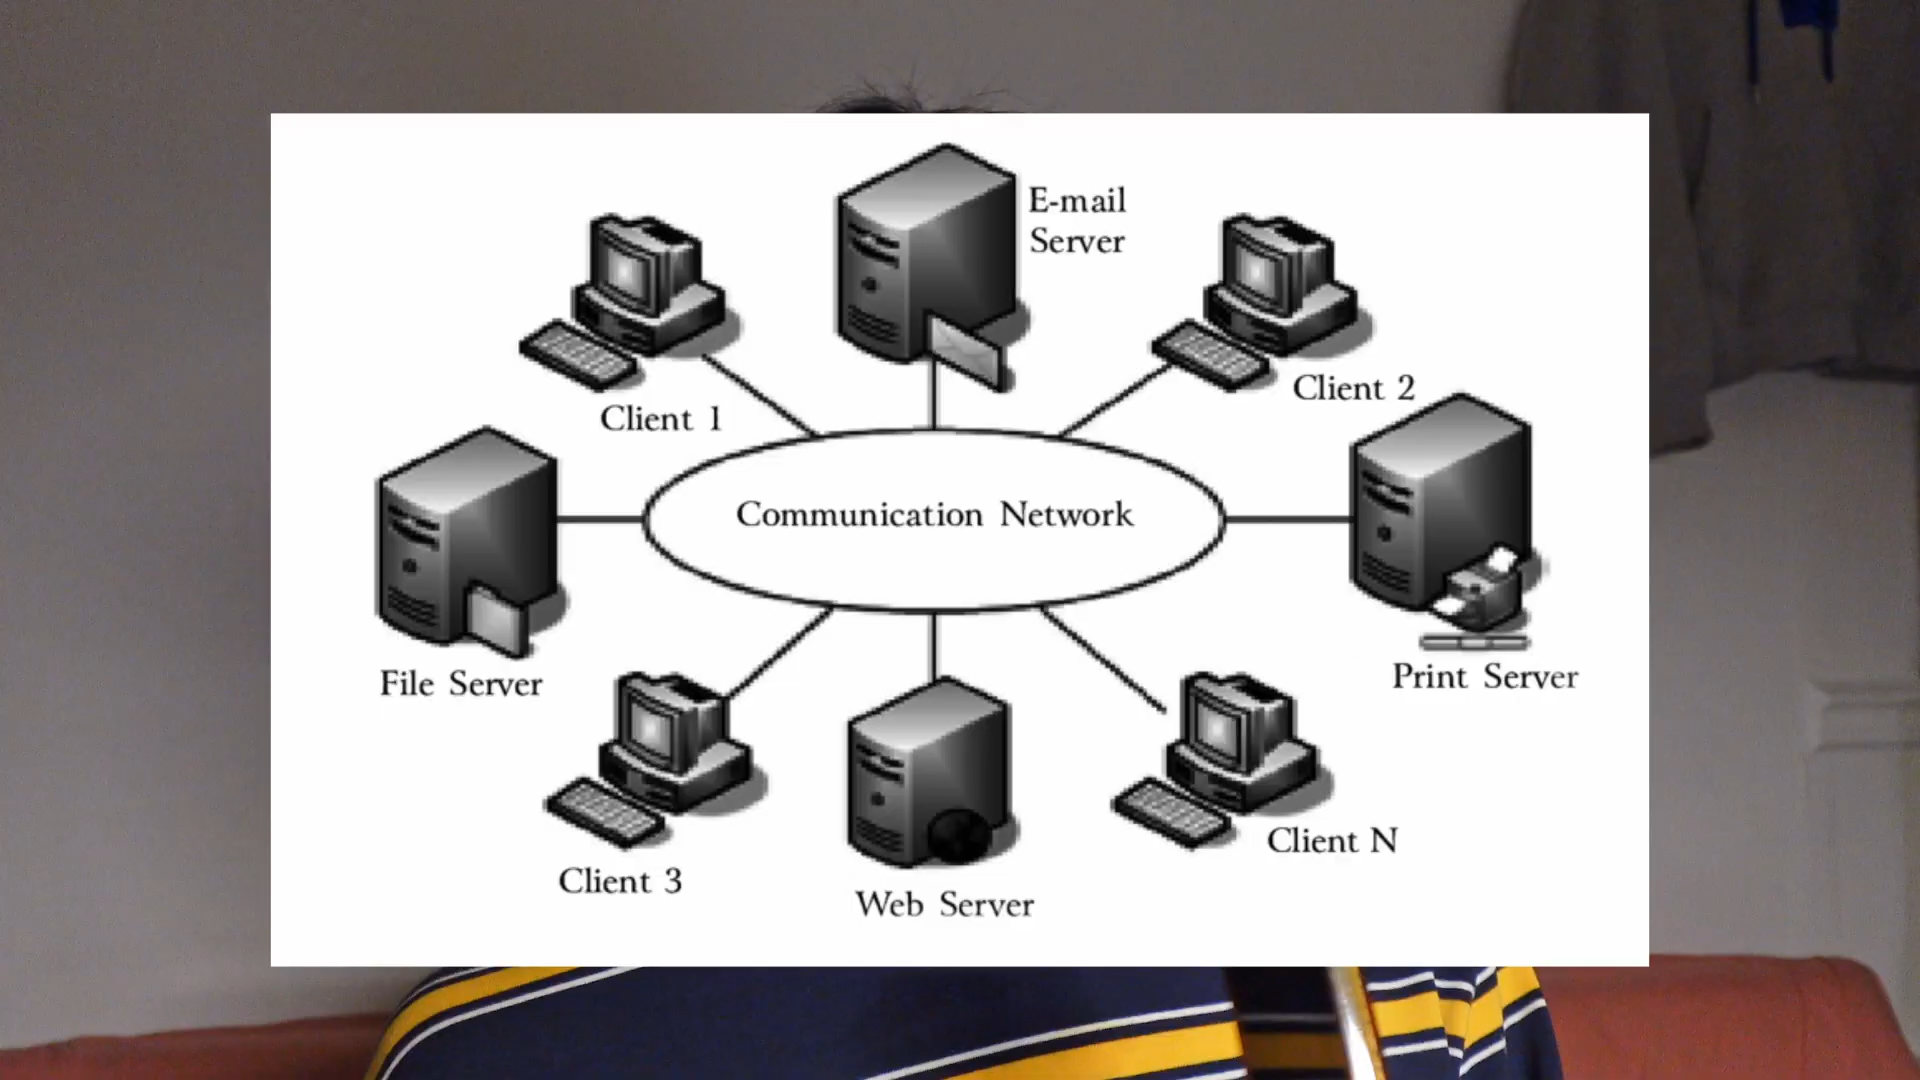 E-mail
Server
Client 1
Client 2
Communication Network
File Server
Print Server
Client 3
Client N
Web Server